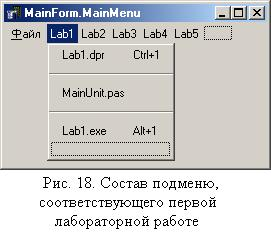 MainForm.MainMenu
Файл Lab1 Lab2 Lab3 Lab4 Lab5
Lab1.dpr Ctrl+1
MainUnit.pas
Lab1.exe Alt+1
Рис. 18. Состав подменю,
соответствующего первой
лабораторной работе